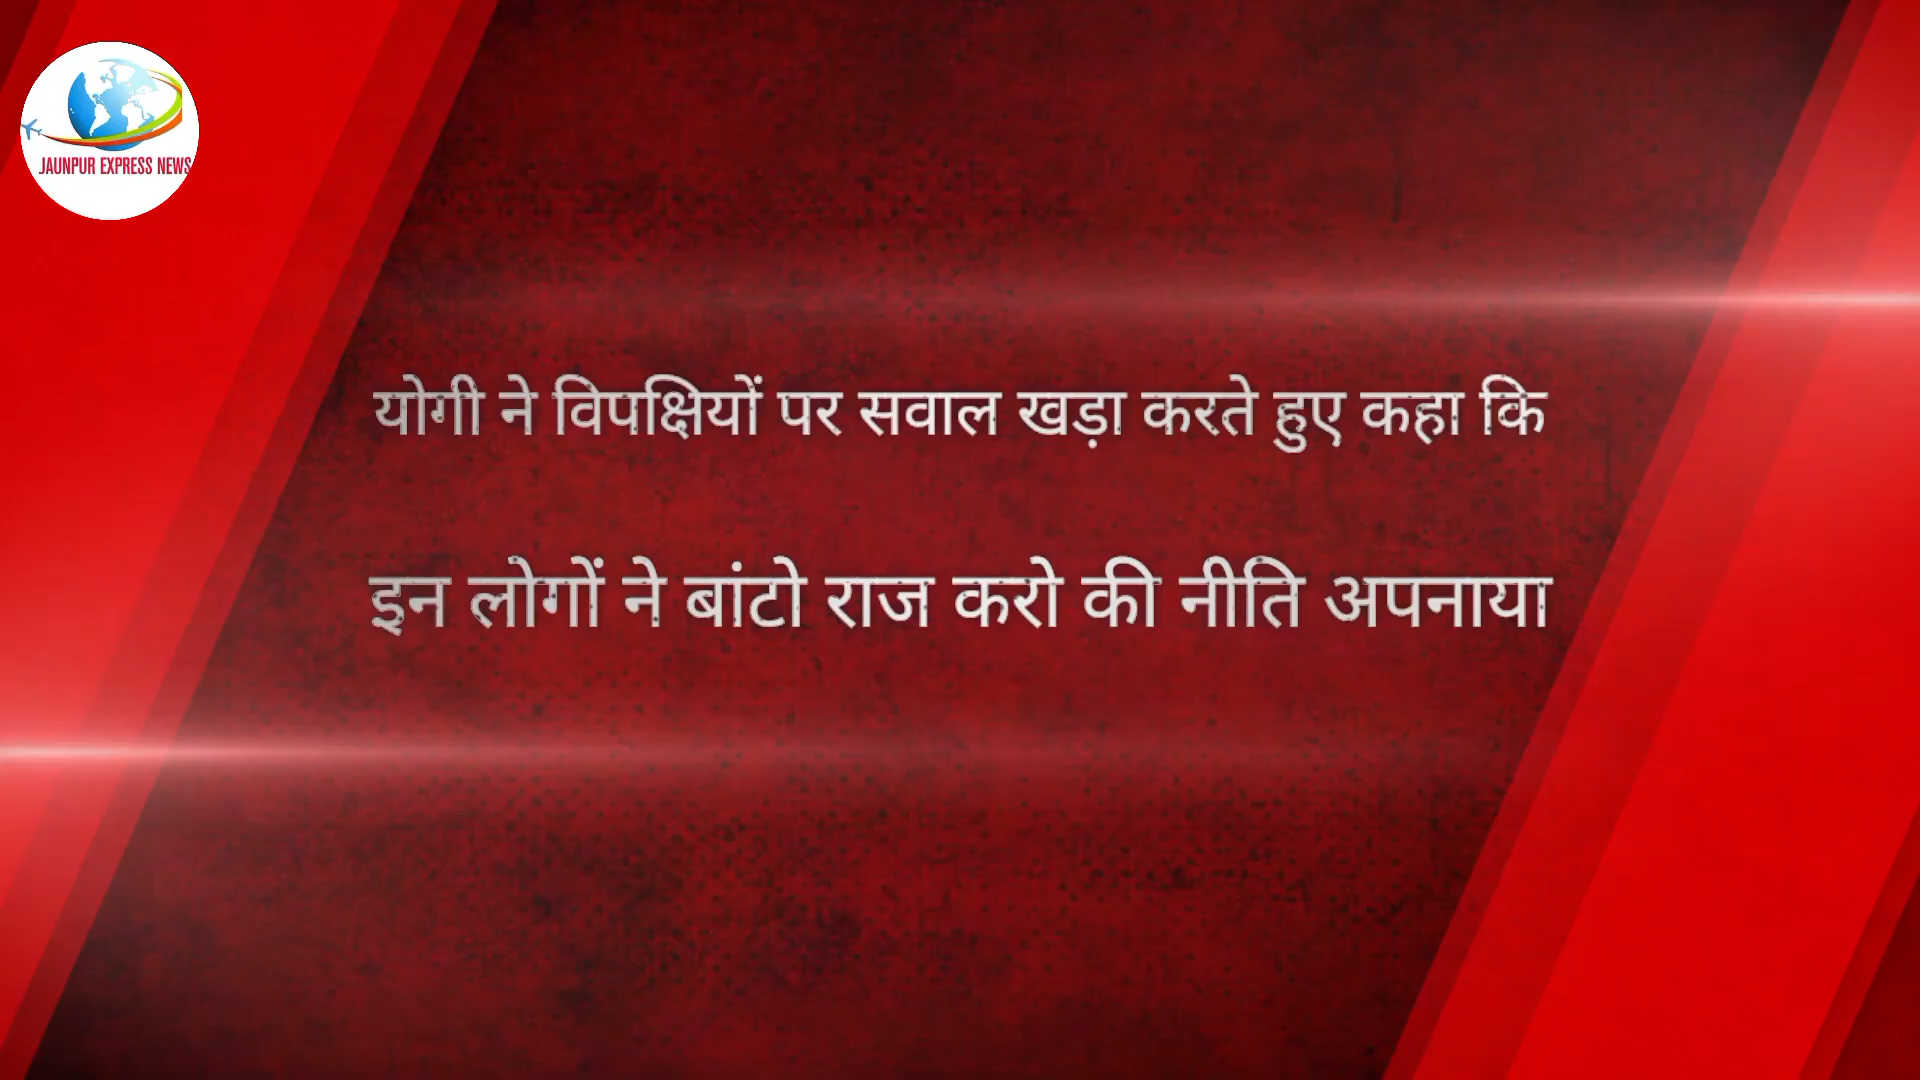 JAUNPUR EXPRESS NEWS
योगी ने विपक्षियों पर सवाल खड़ा करते हुए कहा कि
इन लोगों ने बांटो राज करो की नीति अपनाया